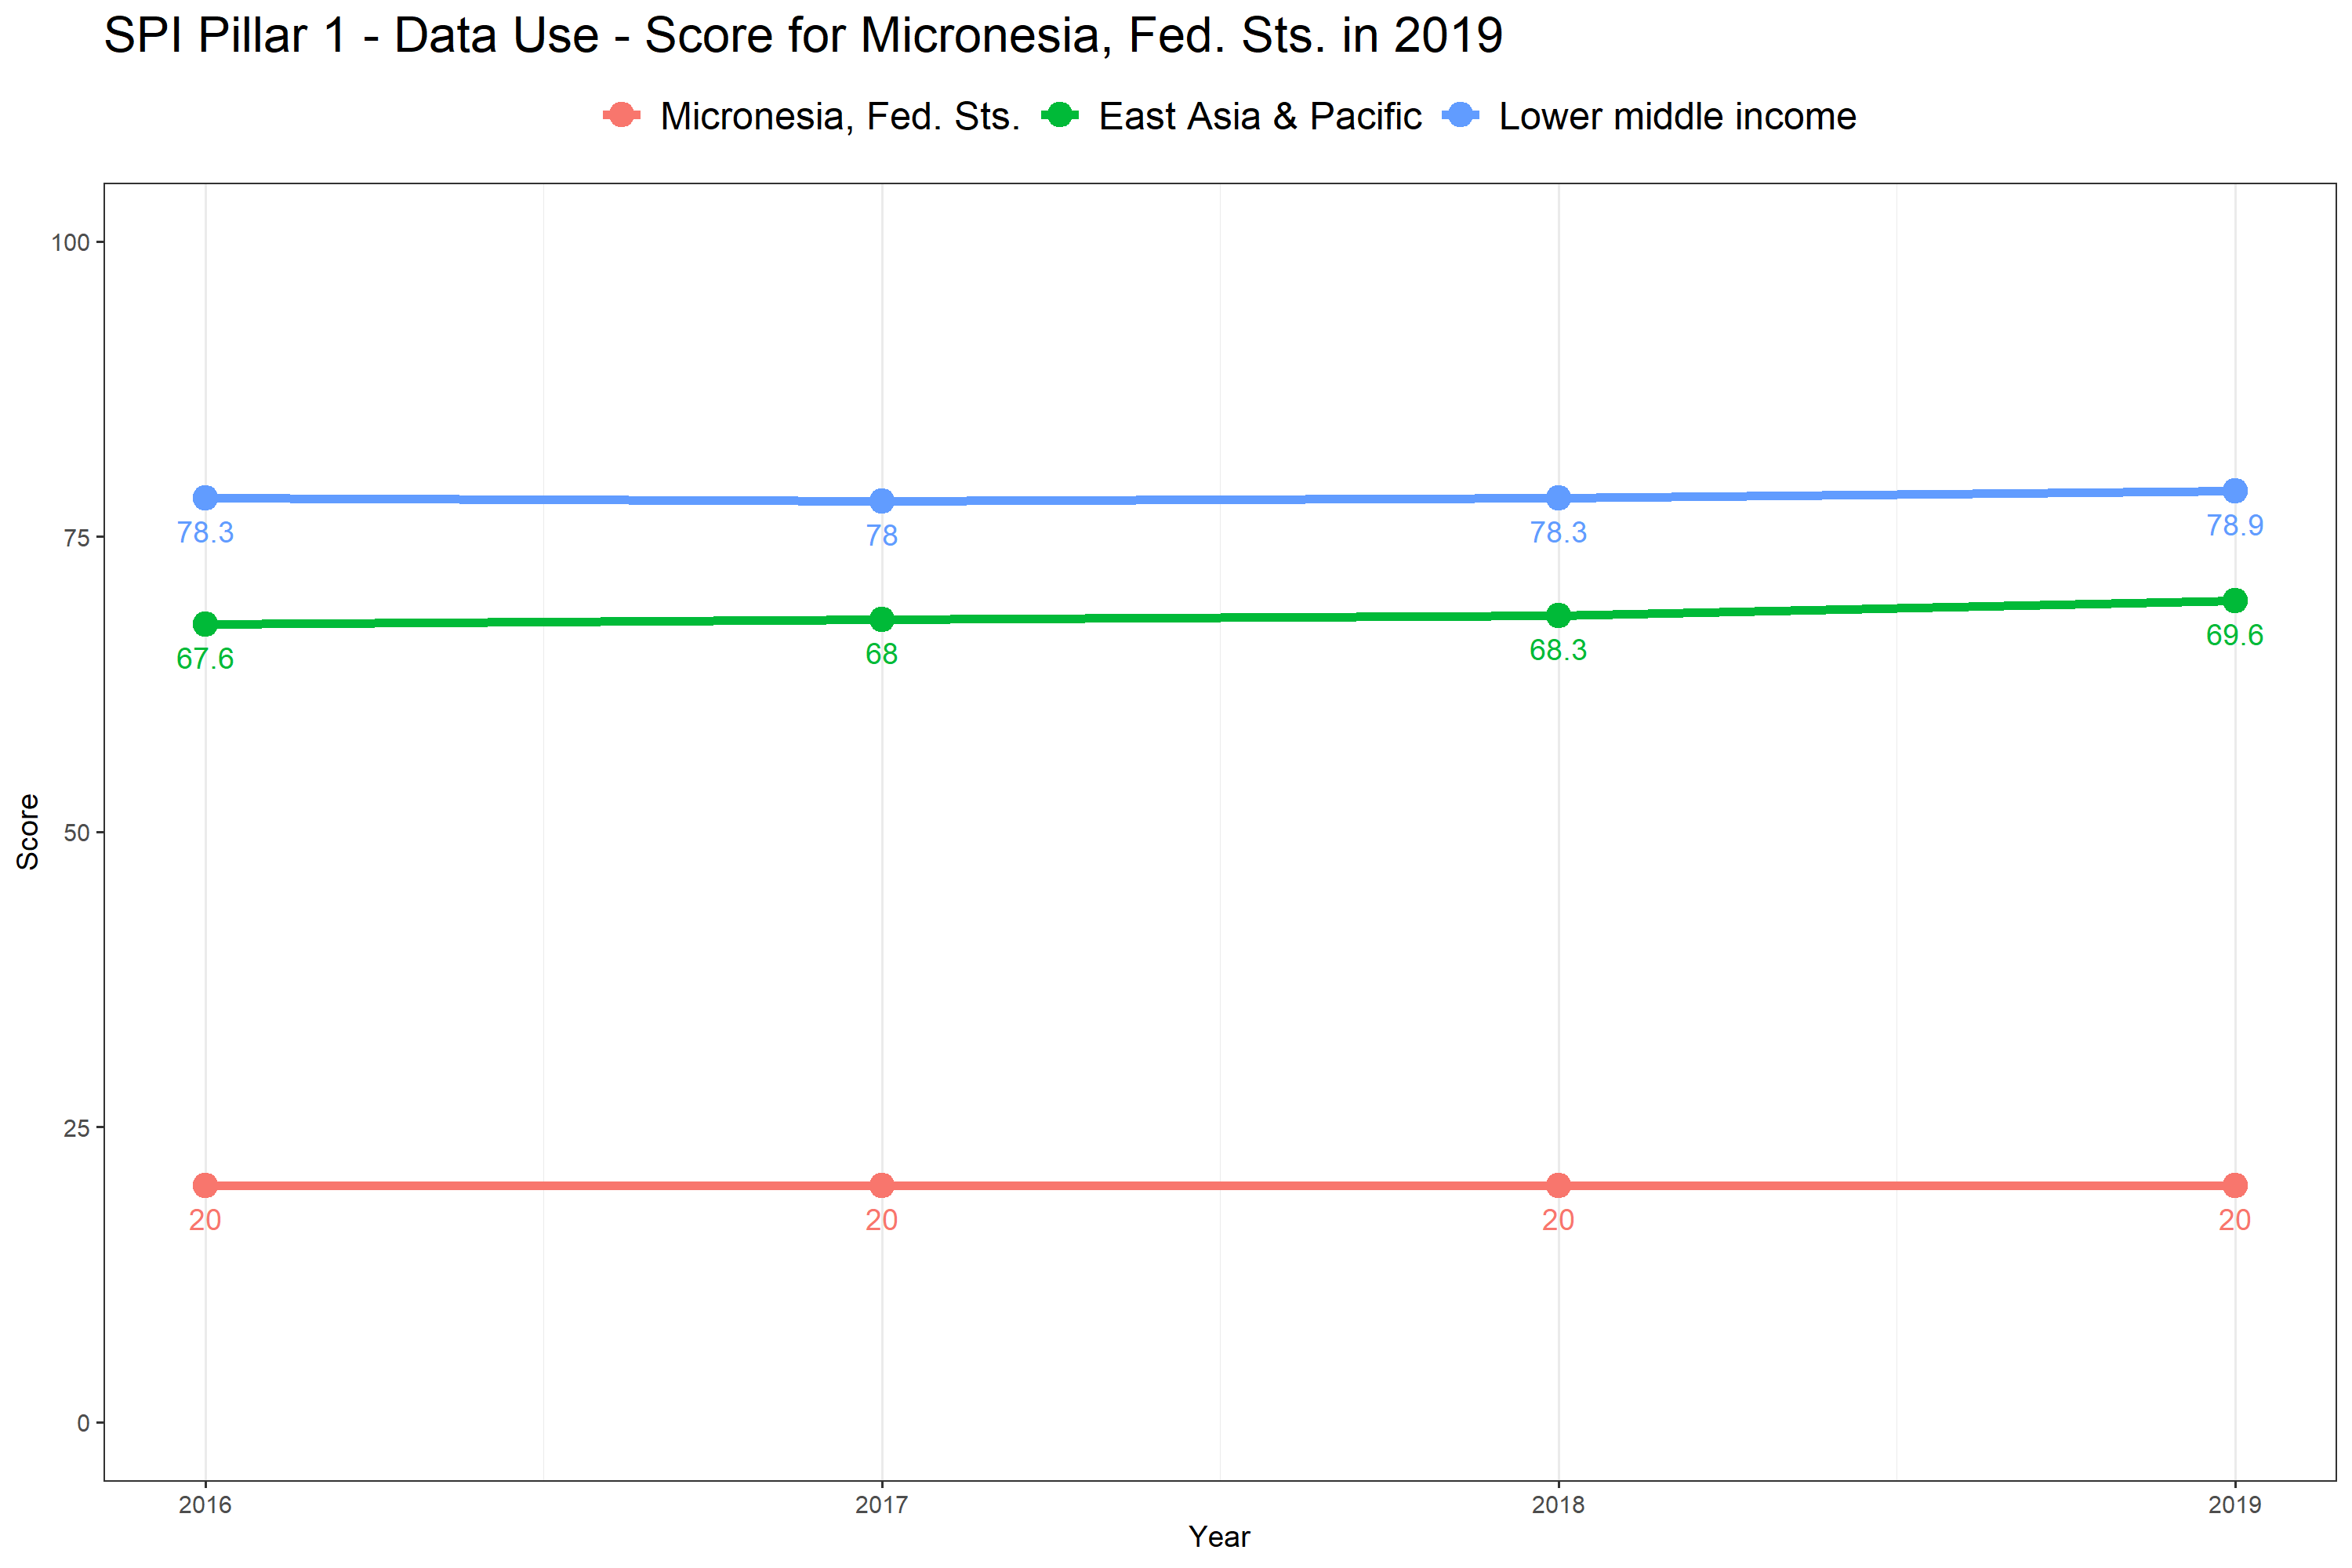 SPI Pillar 1 - Data Use - Score for Micronesia, Fed. Sts. in 2019
Micronesia, Fed. Sts. East Asia & Pacific Lower middle income
100
75
50
25
0
Score
78.3 78 78.3 78.9
67.6 68 68.3 69.6
20 20 20 20
2016 2017 2018 2019
Year